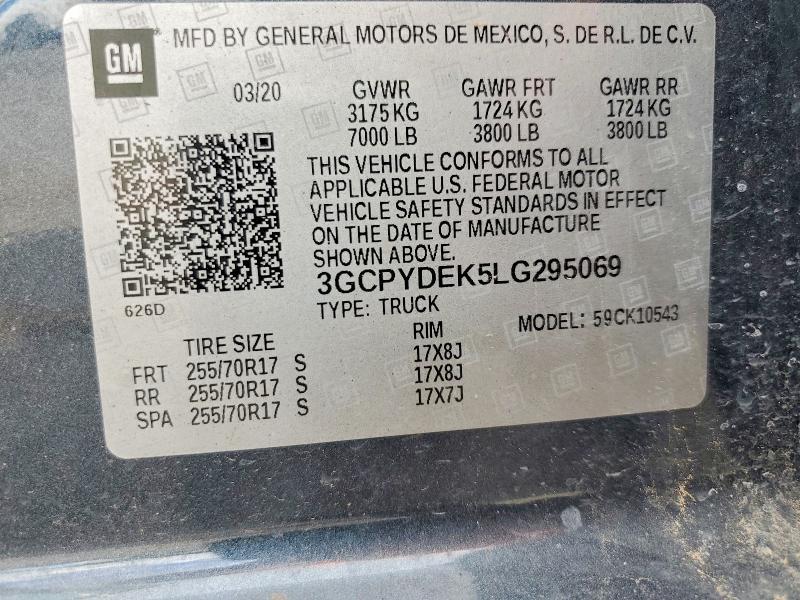 GM MFD BY GENERAL MOTORS DE MEXICO, S. DE R.L. DE C.V.
03/20 GVWR GAWR FRT GAWR RR
3175 KG 1724 KG 1724 KG
7000 LB 3800 LB 3800 LB
THIS VEHICLE CONFORMS TO ALL
APPLICABLE U.S. FEDERAL MOTOR
VEHICLE SAFETY STANDARDS IN EFFECT
ON THE DATE OF MANUFACTURE
SHOWN ABOVE.
3GCPYDEK5LG295069
626D TYPE: TRUCK MODEL: 59CK10543
TIRE SIZE RIM
FRT 255/70R17 S 17X8J
RR 255/70R17 S 17X8J
SPA 255/70R17 S 17X7J